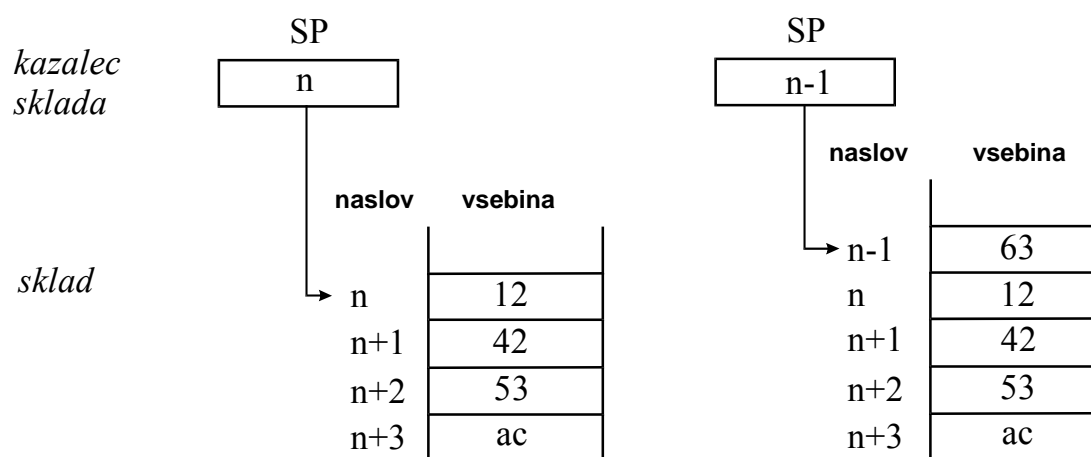 SP SP
kazalec n n-1
sklada
naslov vsebina
naslov vsebina
n-1 63
sklad n 12 n 12
n+1 42 n+1 42
n+2 53 n+2 53
n+3 ac n+3 ac